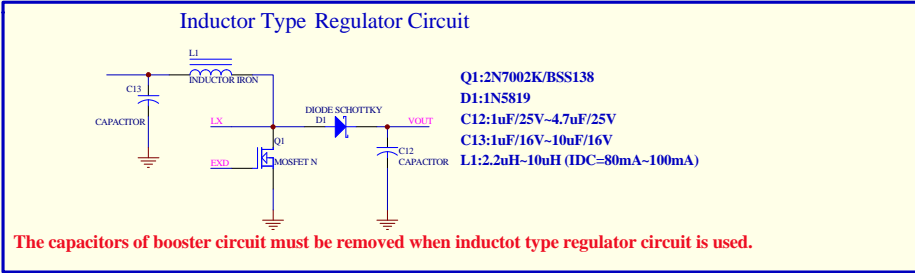 Inductor Type Regulator Circuit
L1
INDUCTOR IRON
C13
CAPACITOR
LX
DIODE SCHOTTKY
D1
VOUT
Q1
MOSFET N
EXD
C12
CAPACITOR
Q1:2N7002K/BSS138
D1:1N5819
C12:1uF/25V~4.7uF/25V
C13:1uF/16V~10uF/16V
L1:2.2uH~10uH (IDC=80mA~100mA)
The capacitors of booster circuit must be removed when inductot type regulator circuit is used.